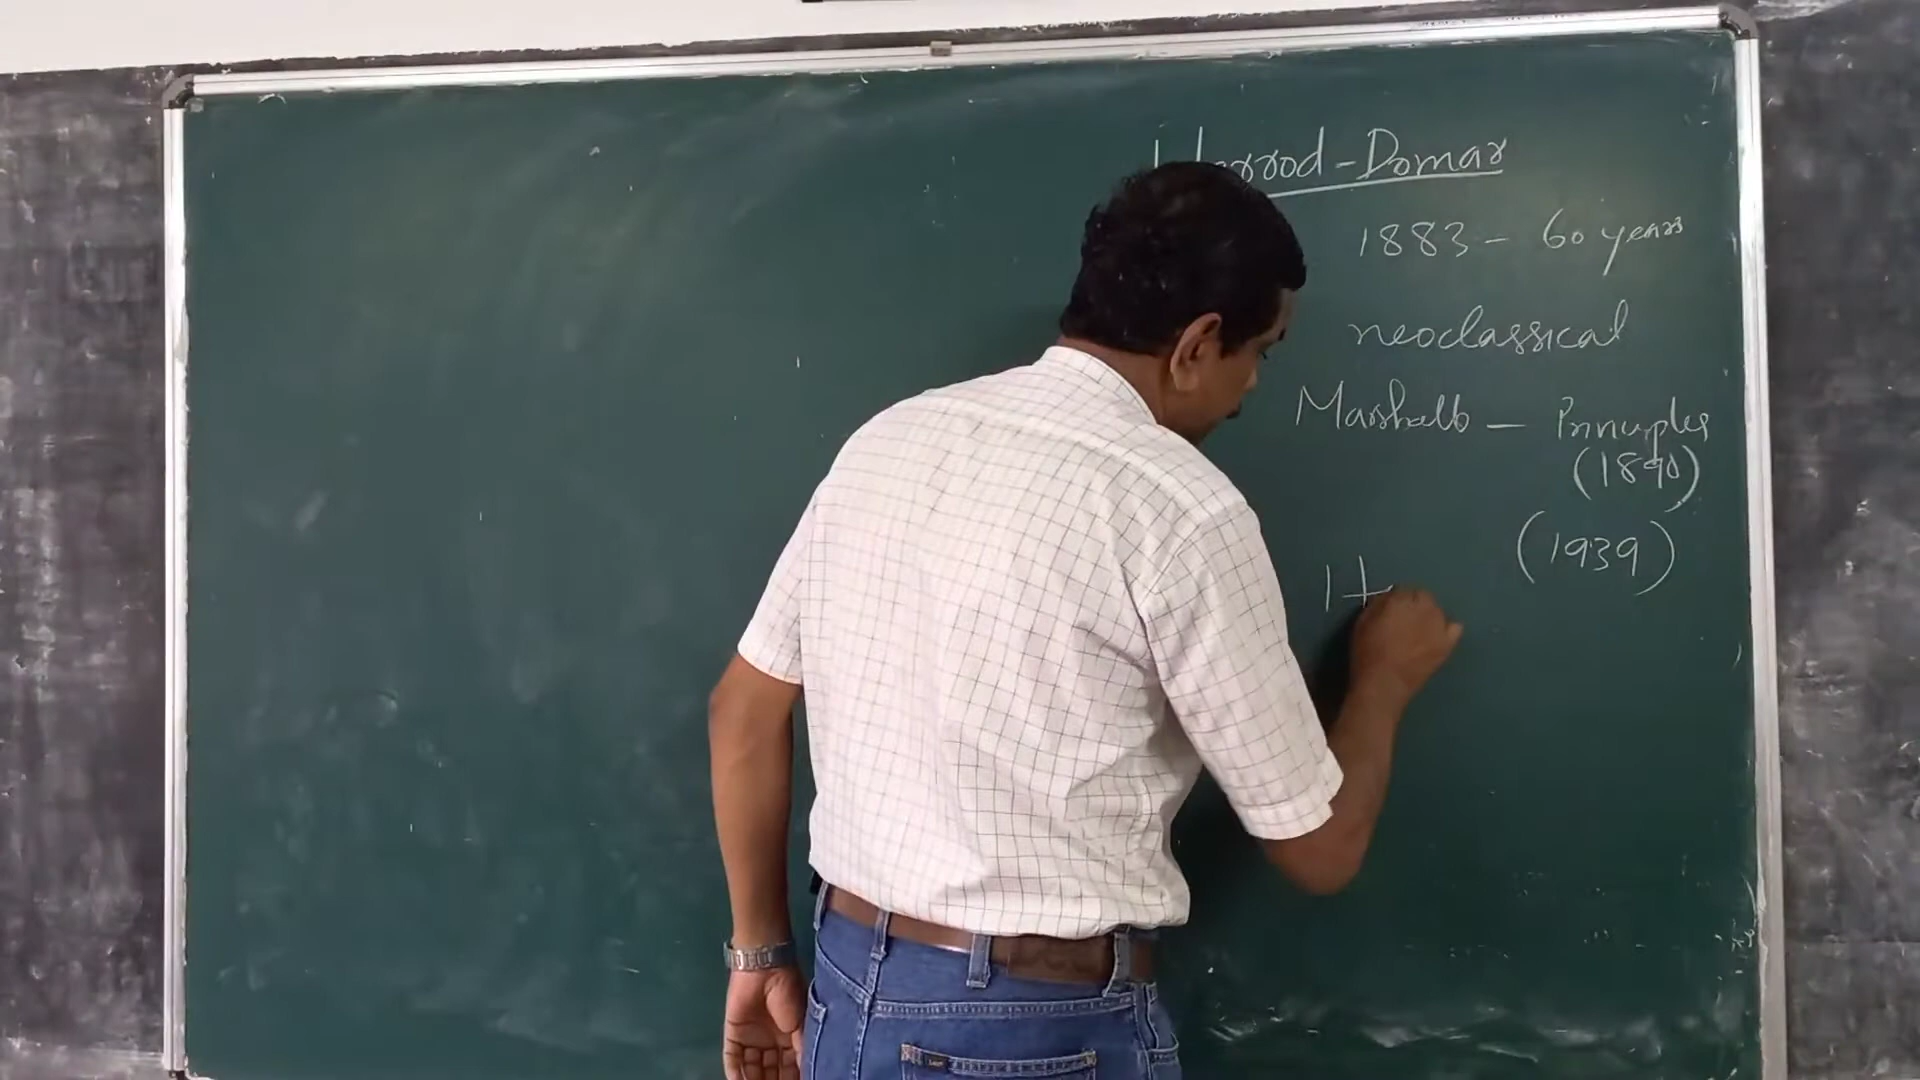 Harrod-Domar
1883 - 60 years
neoclassical
Marshall - Principles
(1890)
(1939)
H